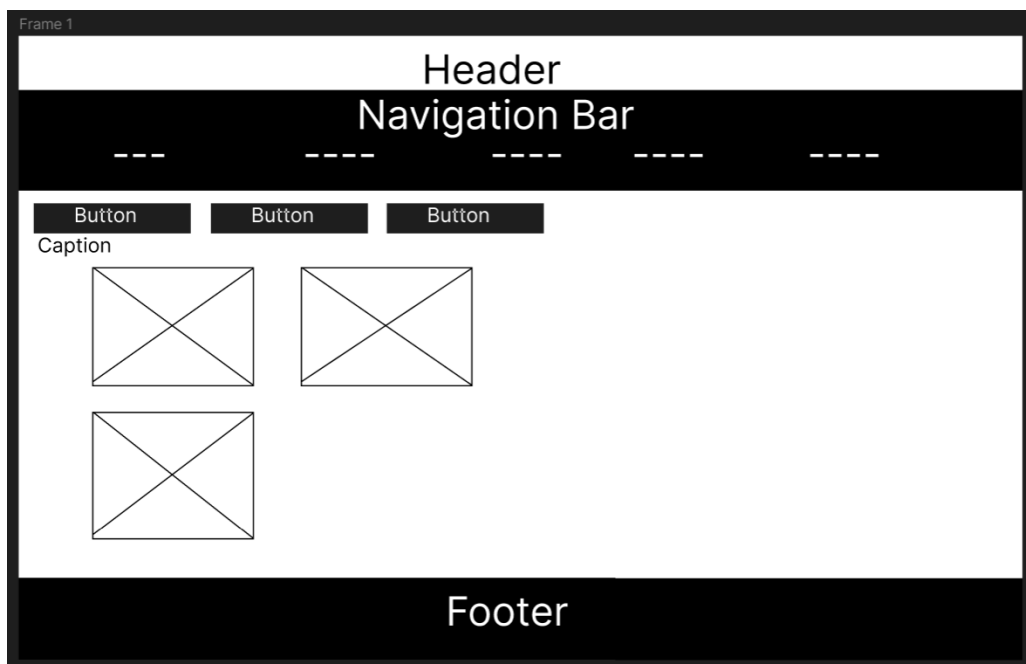 Frame 1
Header
Navigation Bar
--- ---- ---- ---- ----
Button Button Button
Caption
Footer